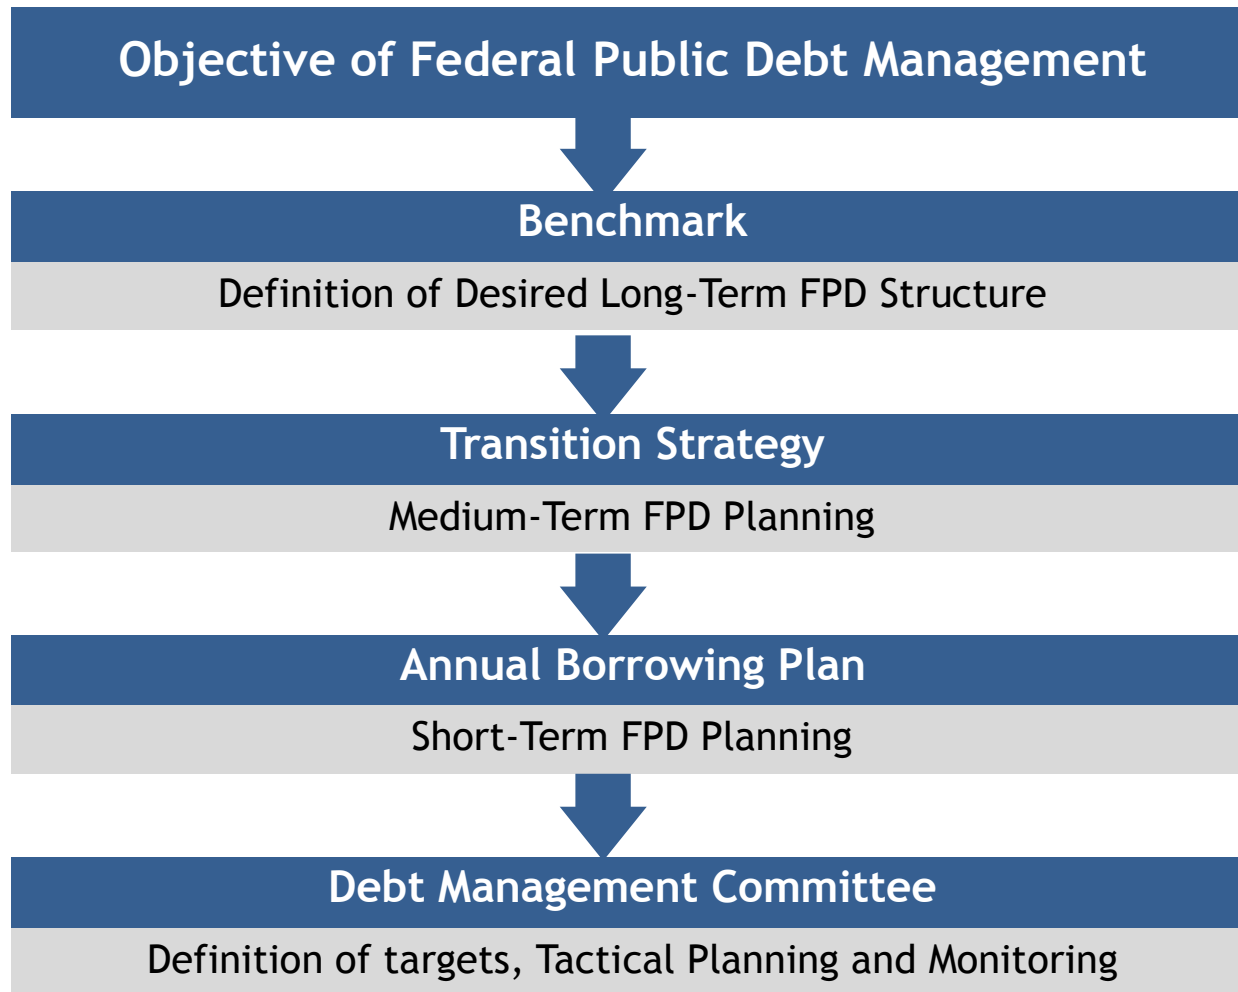 Objective of Federal Public Debt Management
Benchmark
Definition of Desired Long-Term FPD Structure
Transition Strategy
Medium-Term FPD Planning
Annual Borrowing Plan
Short-Term FPD Planning
Debt Management Committee
Definition of targets, Tactical Planning and Monitoring